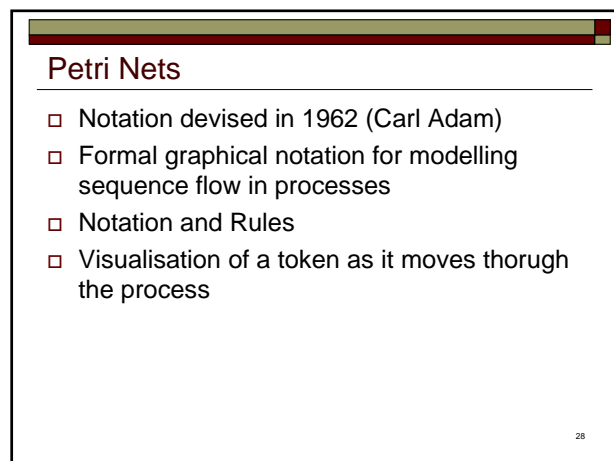 Petri Nets
Notation devised in 1962 (Carl Adam)
Formal graphical notation for modelling
sequence flow in processes
Notation and Rules
Visualisation of a token as it moves thorugh
the process
28